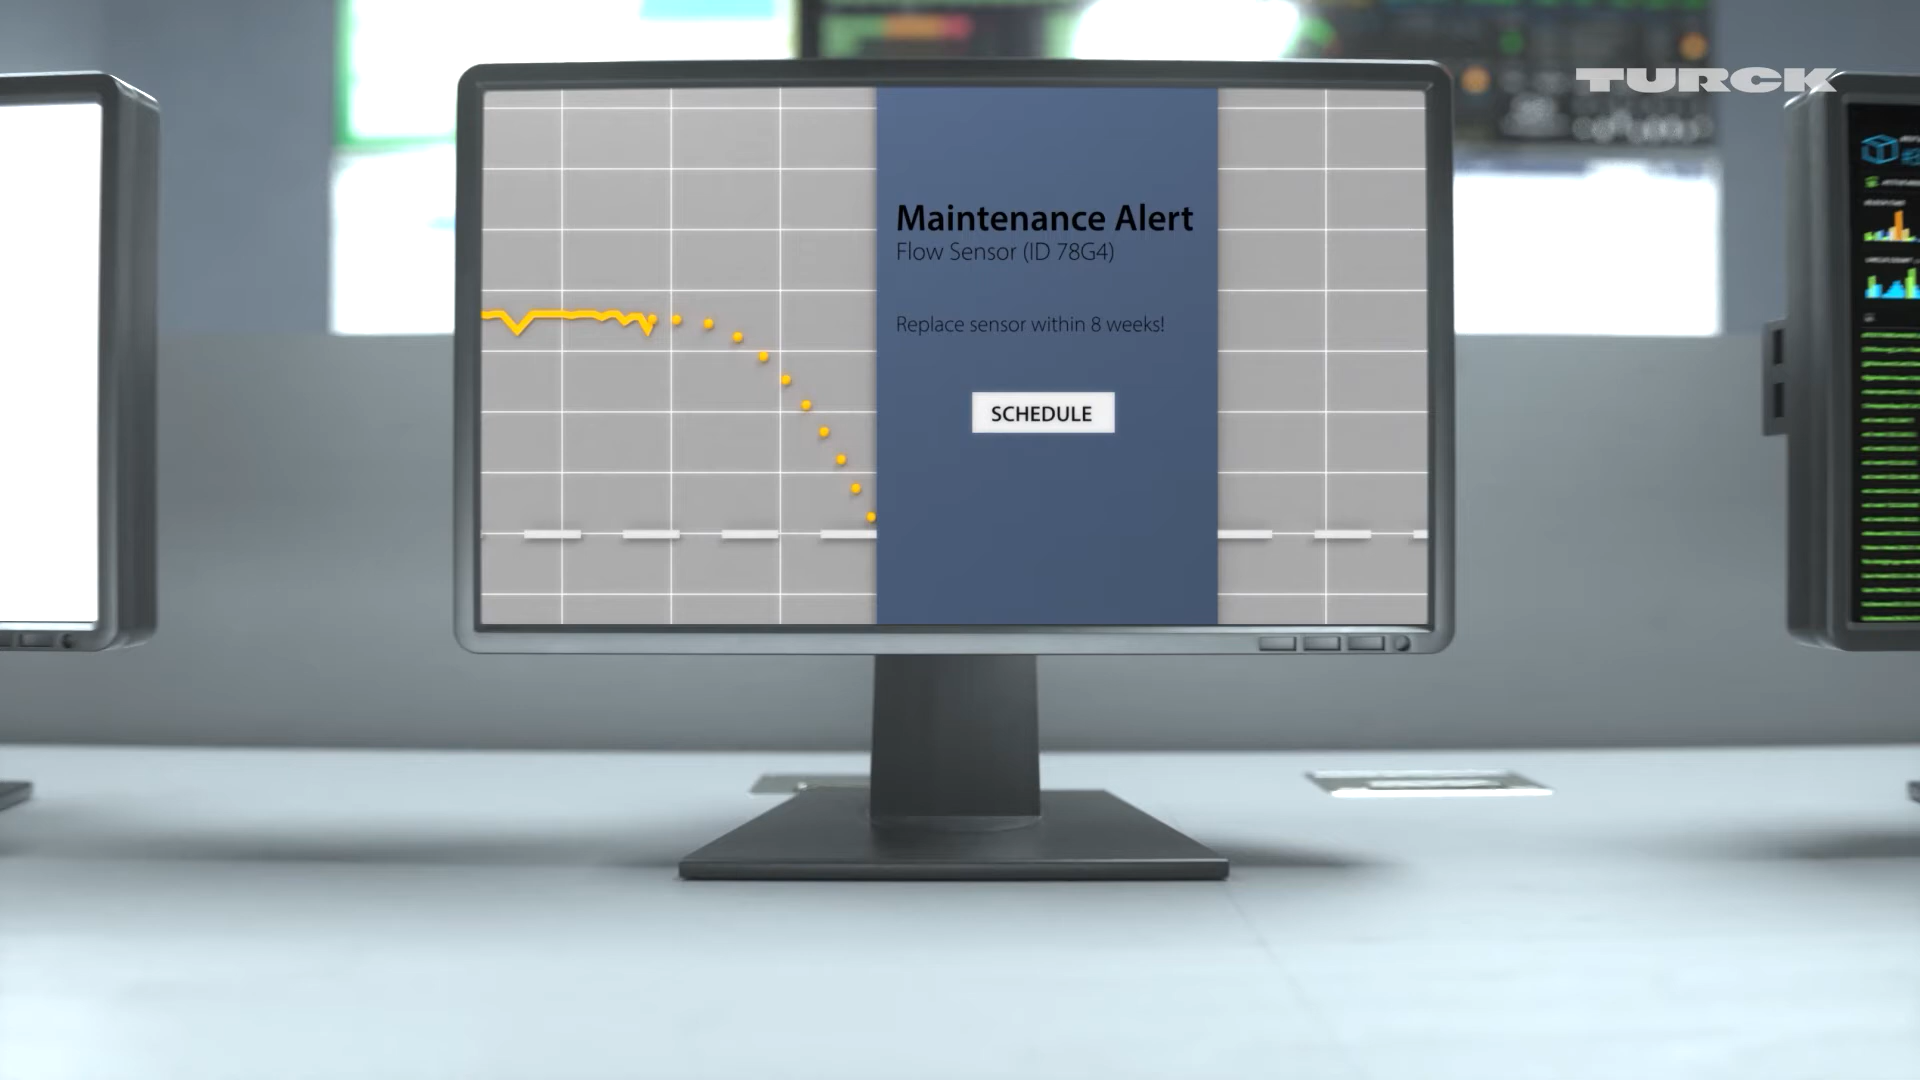 TURCK
Maintenance Alert
Flow Sensor (ID 78G4)
Replace sensor within 8 weeks!
SCHEDULE